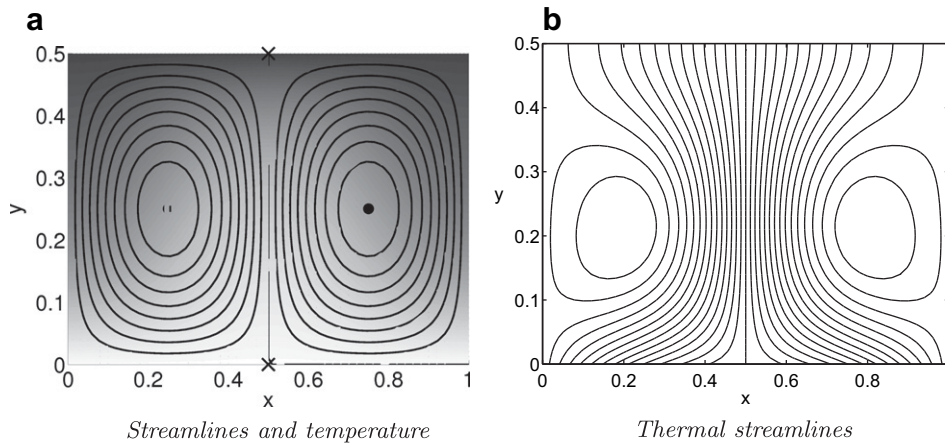 a
b
0.5
0.4
0.3
0.2
0.1
0
y
0 0.2 0.4 0.6 0.8 1
x
Streamlines and temperature
0.5
0.4
0.3
0.2
0.1
0
y
0 0.2 0.4 0.6 0.8
x
Thermal streamlines